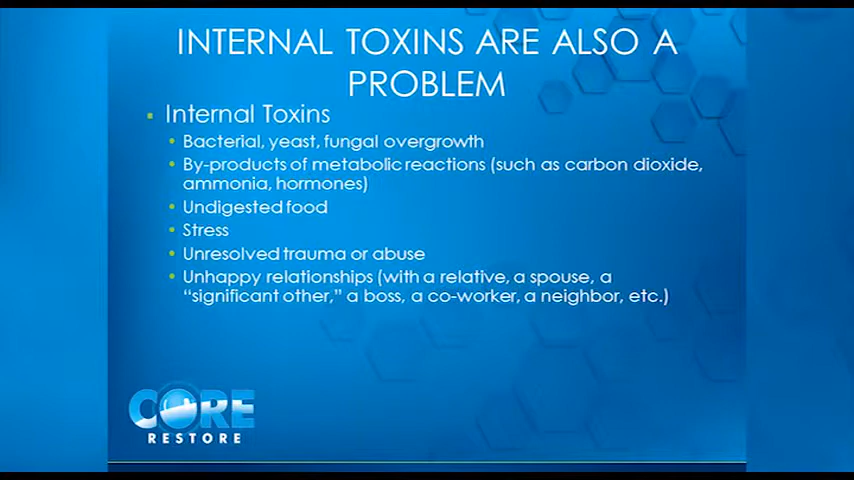 INTERNAL TOXINS ARE ALSO A
PROBLEM
Internal Toxins
Bacterial, yeast, fungal overgrowth
By-products of metabolic reactions (such as carbon dioxide,
ammonia, hormones)
Undigested food
Stress
Unresolved trauma or abuse
Unhappy relationships (with a relative, a spouse, a
“significant other,” a boss, a co-worker, a neighbor, etc.)
CORE
RESTORE